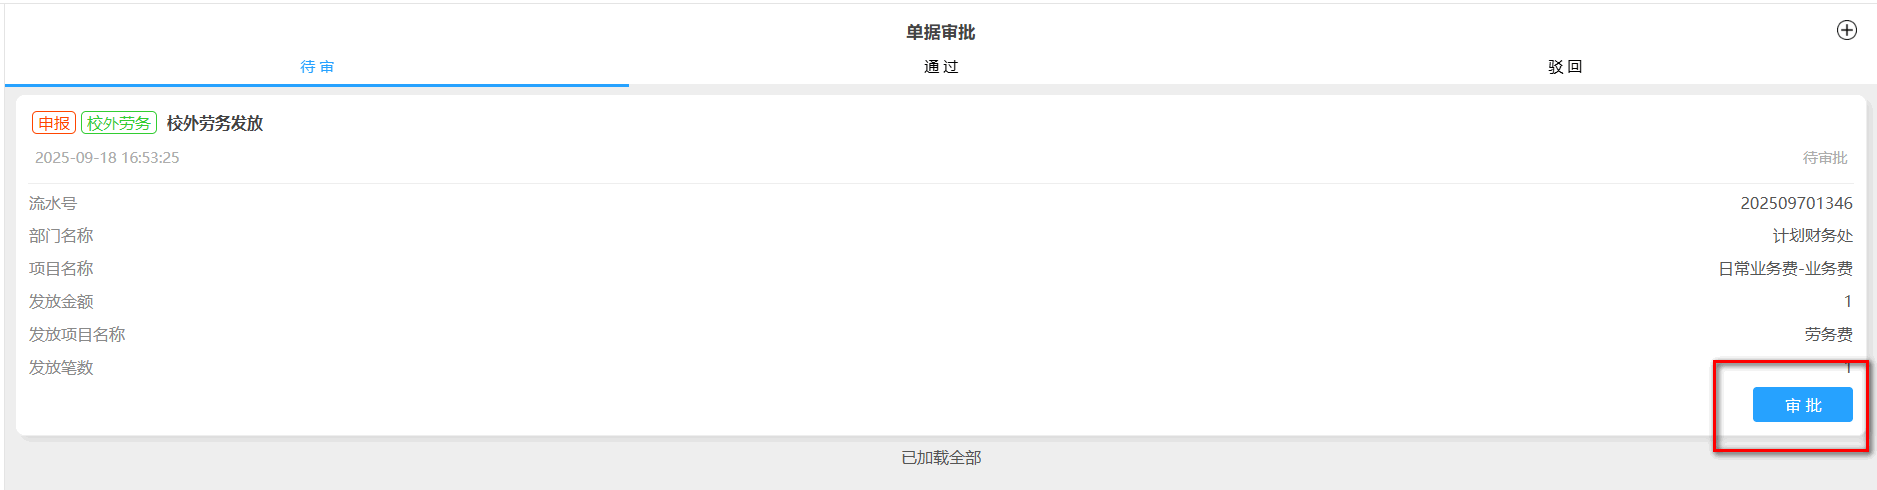 单据审批
待 审 通 过 驳 回
申报 校外劳务 校外劳务发放
2025-09-18 16:53:25 待审批
流水号 202509701346
部门名称 计划财务处
项目名称 日常业务费-业务费
发放金额 1
发放项目名称 劳务费
发放笔数 1
审 批
已加载全部